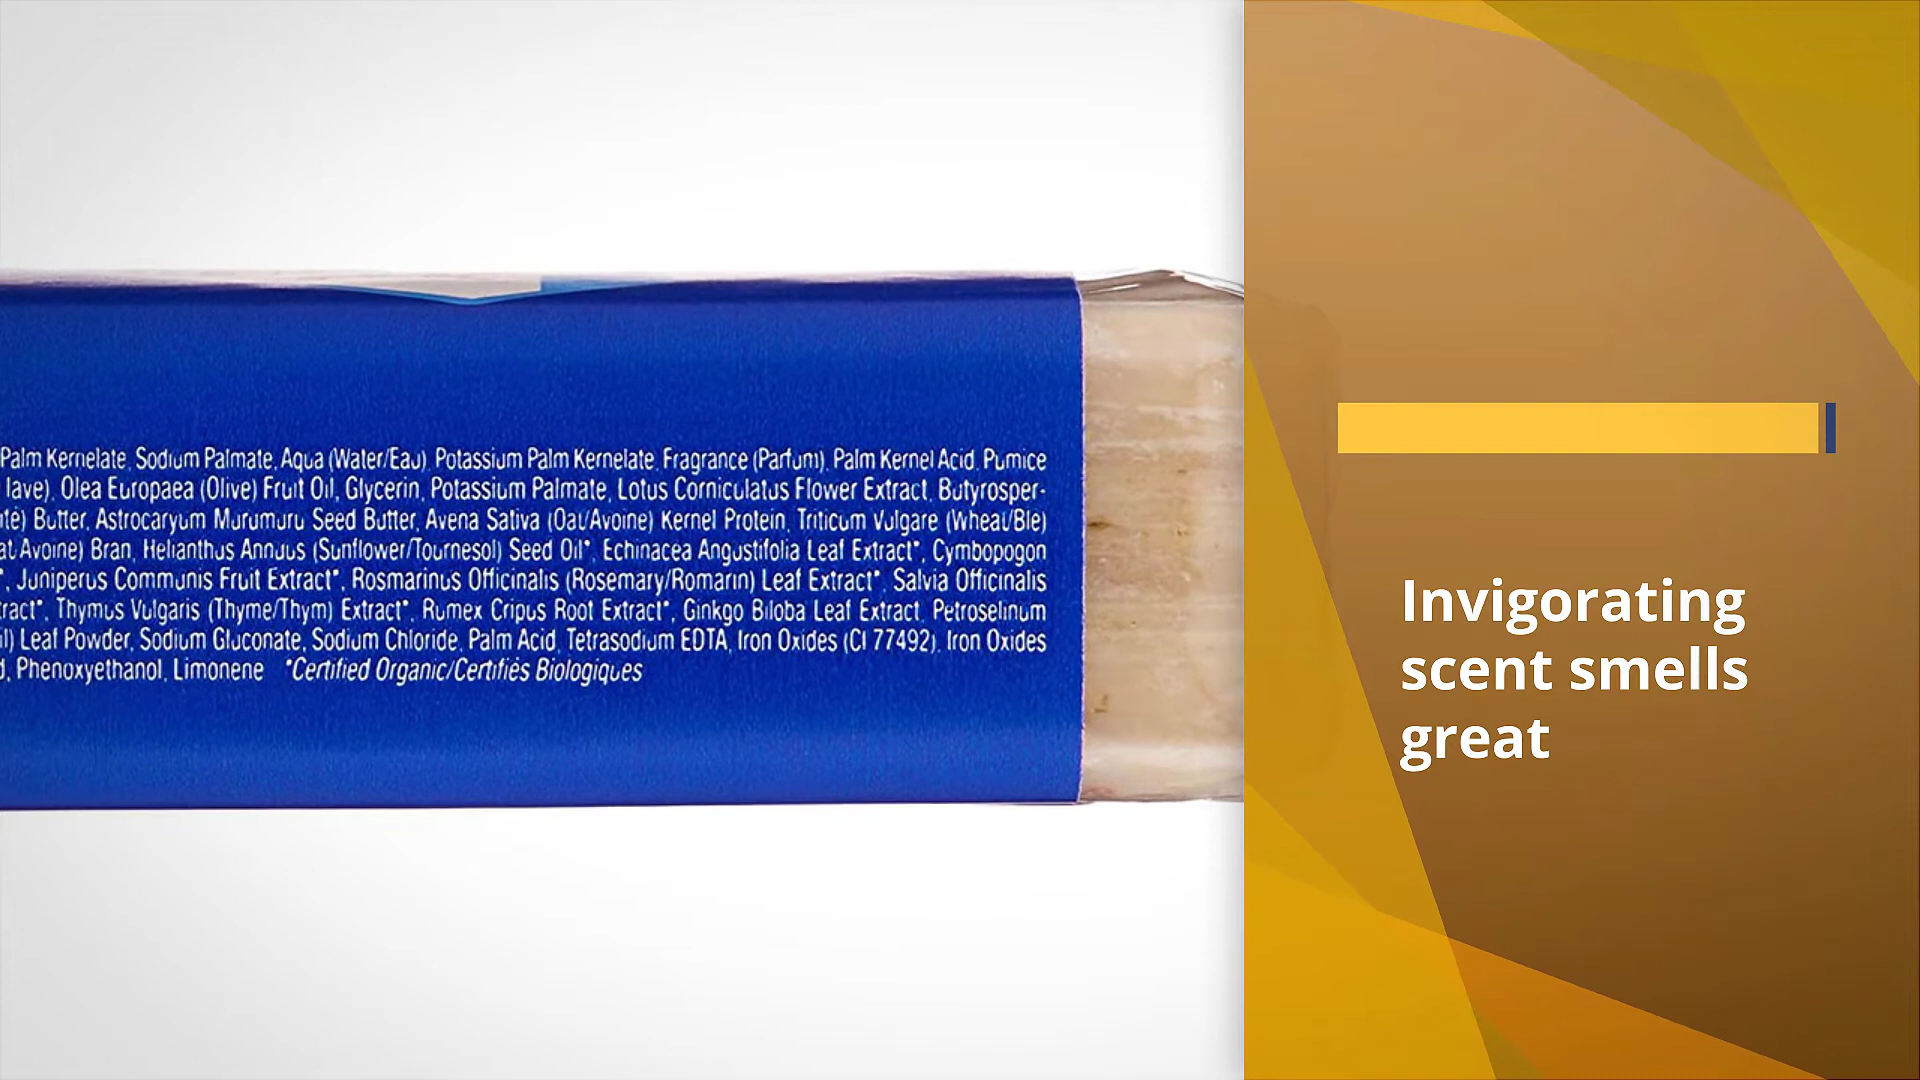 Palm Kernelate, Sodium Palmate, Aqua (Water/Eau), Potassium Palm Kernelate, Fragrance (Parfum), Palm Kernel Acid, Pumice
lave), Olea Europaea (Olive) Fruit Oil, Glycerin, Potassium Palmate, Lotus Corniculatus Flower Extract, Butyrosper-
Butter, Astrocaryum Murumuru Seed Butter, Avena Sativa (Oat/Avoine) Kernel Protein, Triticum Vulgare (Wheat/Ble)
Avoine) Bran, Helianthus Annuus (Sunflower/Tournesol) Seed Oil*, Echinacea Angustifolia Leaf Extract*, Cymbopogon
Juniperus Communis Fruit Extract*, Rosmarinus Officinalis (Rosemary/Romarin) Leaf Extract*, Salvia Officinalis
Thymus Vulgaris (Thyme/Thym) Extract*, Rumex Cripus Root Extract*, Ginkgo Biloba Leaf Extract, Petroselinum
Leaf Powder, Sodium Gluconate, Sodium Chloride, Palm Acid, Tetrasodium EDTA, Iron Oxides (CI 77492), Iron Oxides
Phenoxyethanol, Limonene *Certified Organic/Certifiés Biologiques
Invigorating
scent smells
great